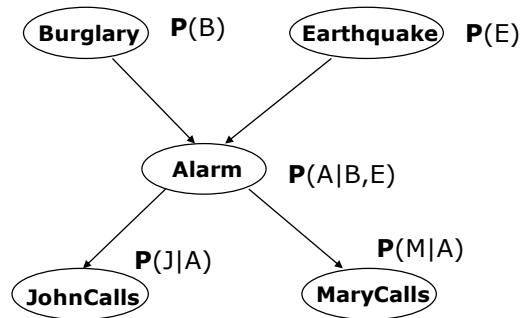 Burglary P(B)
Earthquake P(E)
Alarm
P(A|B,E)
P(J|A)
P(M|A)
JohnCalls
MaryCalls